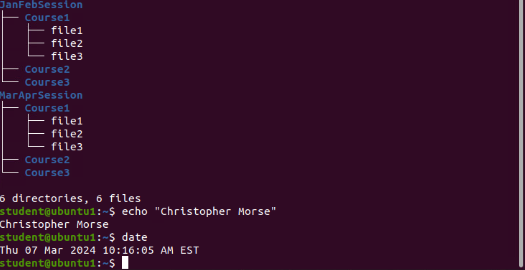 JanFebSession
├── Course1
│   ├── file1
│   ├── file2
│   └── file3
├── Course2
└── Course3
MarAprSession
├── Course1
│   ├── file1
│   ├── file2
│   └── file3
├── Course2
└── Course3

6 directories, 6 files
student@ubuntu1:~$ echo "Christopher Morse"
Christopher Morse
student@ubuntu1:~$ date
Thu 07 Mar 2024 10:16:05 AM EST
student@ubuntu1:~$